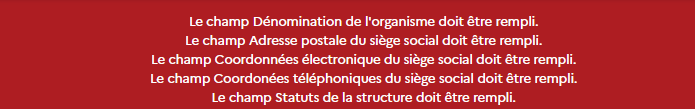 Le champ Dénomination de l'organisme doit être rempli.
Le champ Adresse postale du siège social doit être rempli.
Le champ Coordonnées électronique du siège social doit être rempli.
Le champ Coordonées téléphoniques du siège social doit être rempli.
Le champ Statuts de la structure doit être rempli.